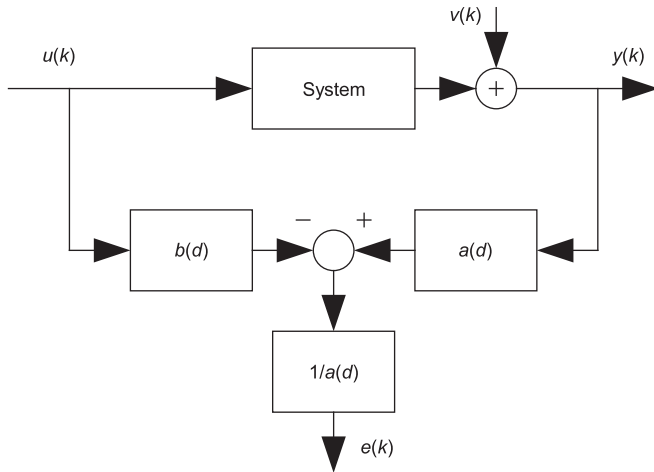 v(k)
u(k)
y(k)
System
+
− +
b(d)
a(d)
1/a(d)
e(k)